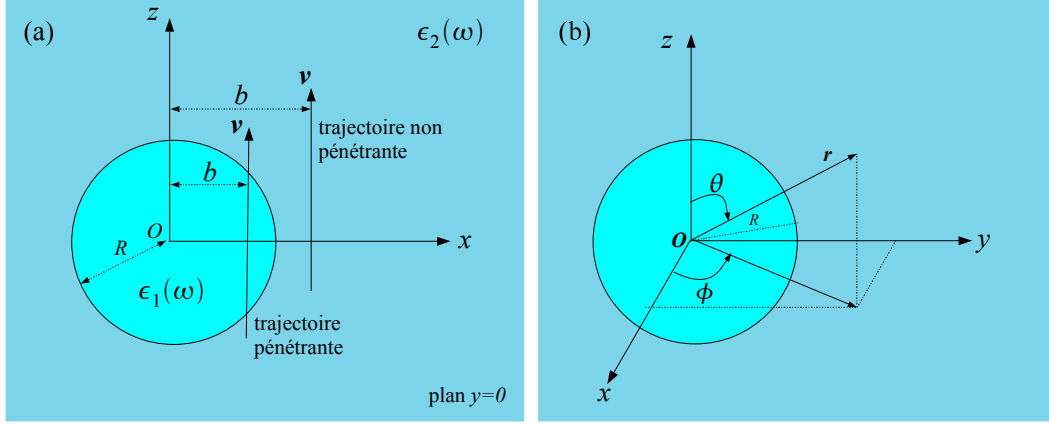 (a)
z
ϵ₂(ω)
v
b
trajectoire non
pénétrante
v
b
O
x
R
ϵ₁(ω)
trajectoire
pénétrante
plan y=0
(b)
z
r
θ
R
O
y
ϕ
x